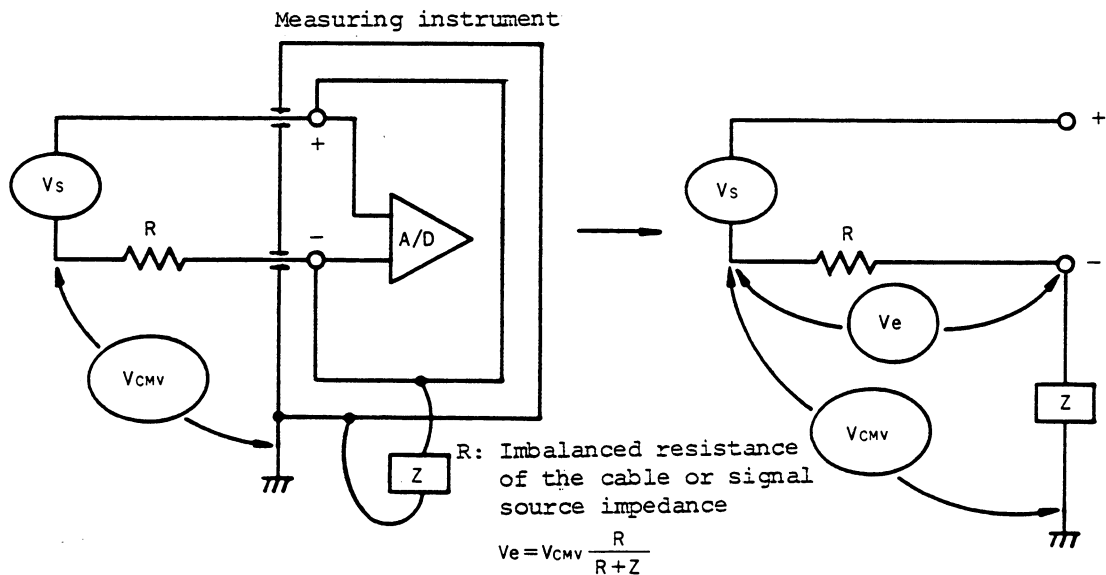 Measuring instrument
+
Vs
R
−
A/D
VCMV
Z
+
Vs
R
−
Ve
VCMV
Z
R: Imbalanced resistance
of the cable or signal
source impedance
Ve=VCMV R/R+Z